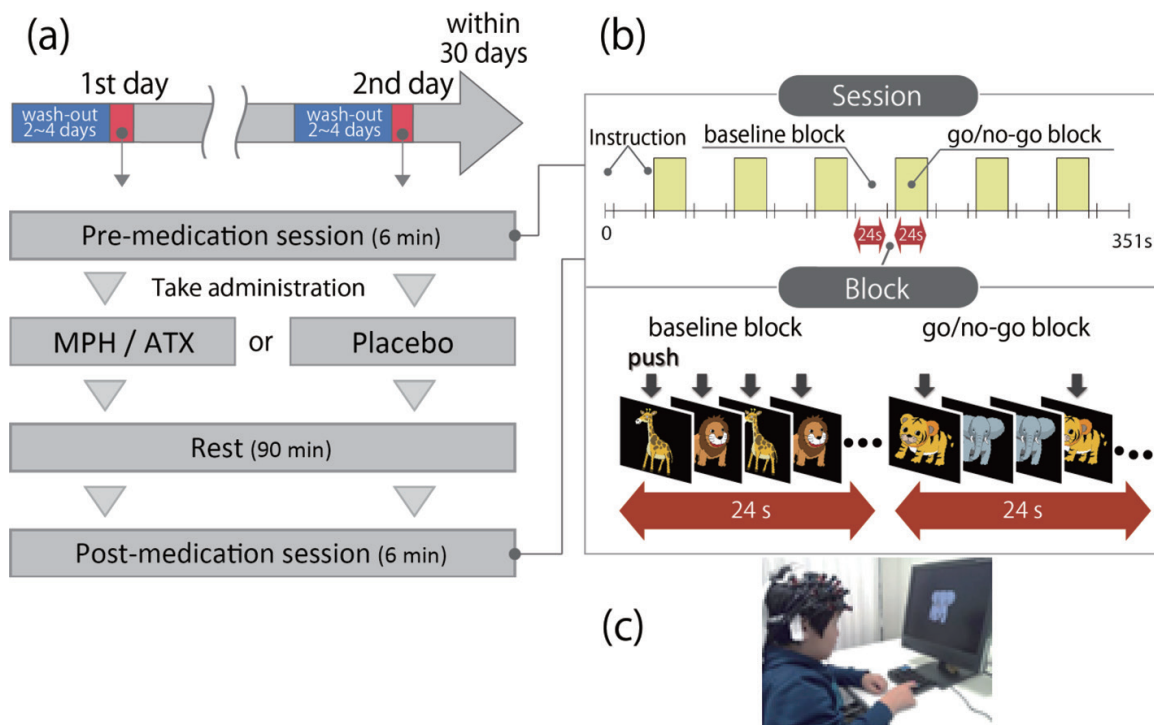 (a)
within
30 days
1st day
2nd day
wash-out
2~4 days
wash-out
2~4 days
Pre-medication session (6 min)
Take administration
MPH / ATX
or
Placebo
Rest (90 min)
Post-medication session (6 min)
(b)
Session
Instruction
baseline block
go/no-go block
0
24s
24s
351s
Block
baseline block
go/no-go block
push
24 s
24 s
(c)